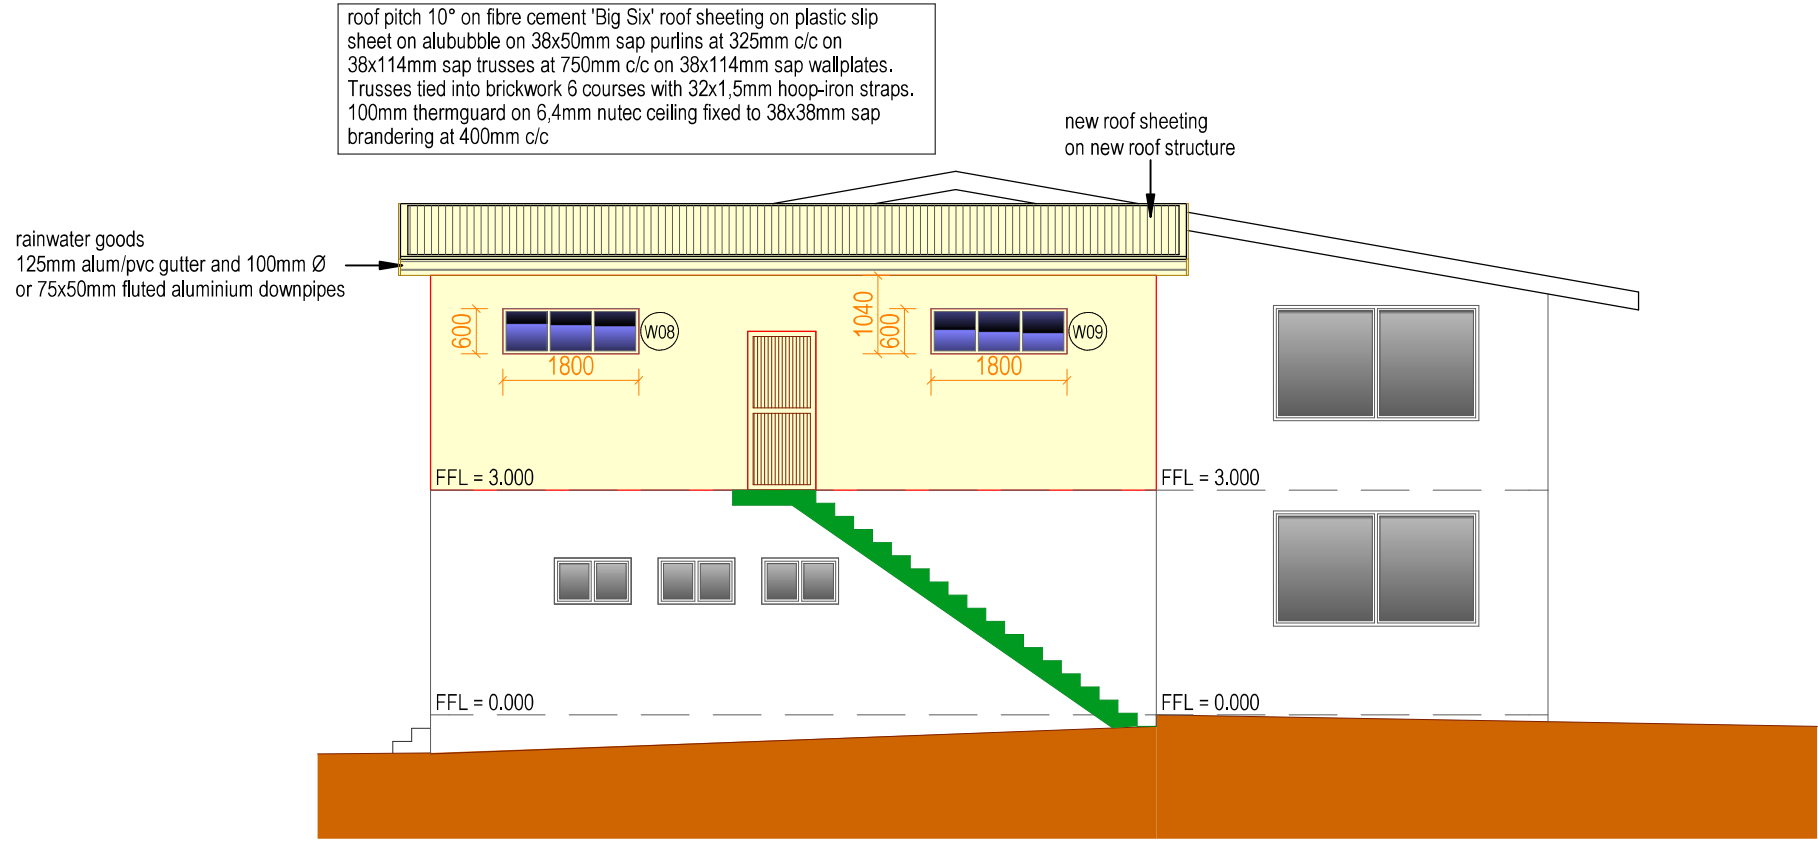 roof pitch 10° on fibre cement 'Big Six' roof sheeting on plastic slip
sheet on alububble on 38x50mm sap purlins at 325mm c/c on
38x114mm sap trusses at 750mm c/c on 38x114mm sap wallplates.
Trusses tied into brickwork 6 courses with 32x1,5mm hoop-iron straps.
100mm thermguard on 6,4mm nutec ceiling fixed to 38x38mm sap
brandering at 400mm c/c
new roof sheeting
on new roof structure
rainwater goods
125mm alum/pvc gutter and 100mm Ø
or 75x50mm fluted aluminium downpipes
600
W08
1800
1040
600
W09
1800
FFL = 3.000
FFL = 3.000
FFL = 0.000
FFL = 0.000